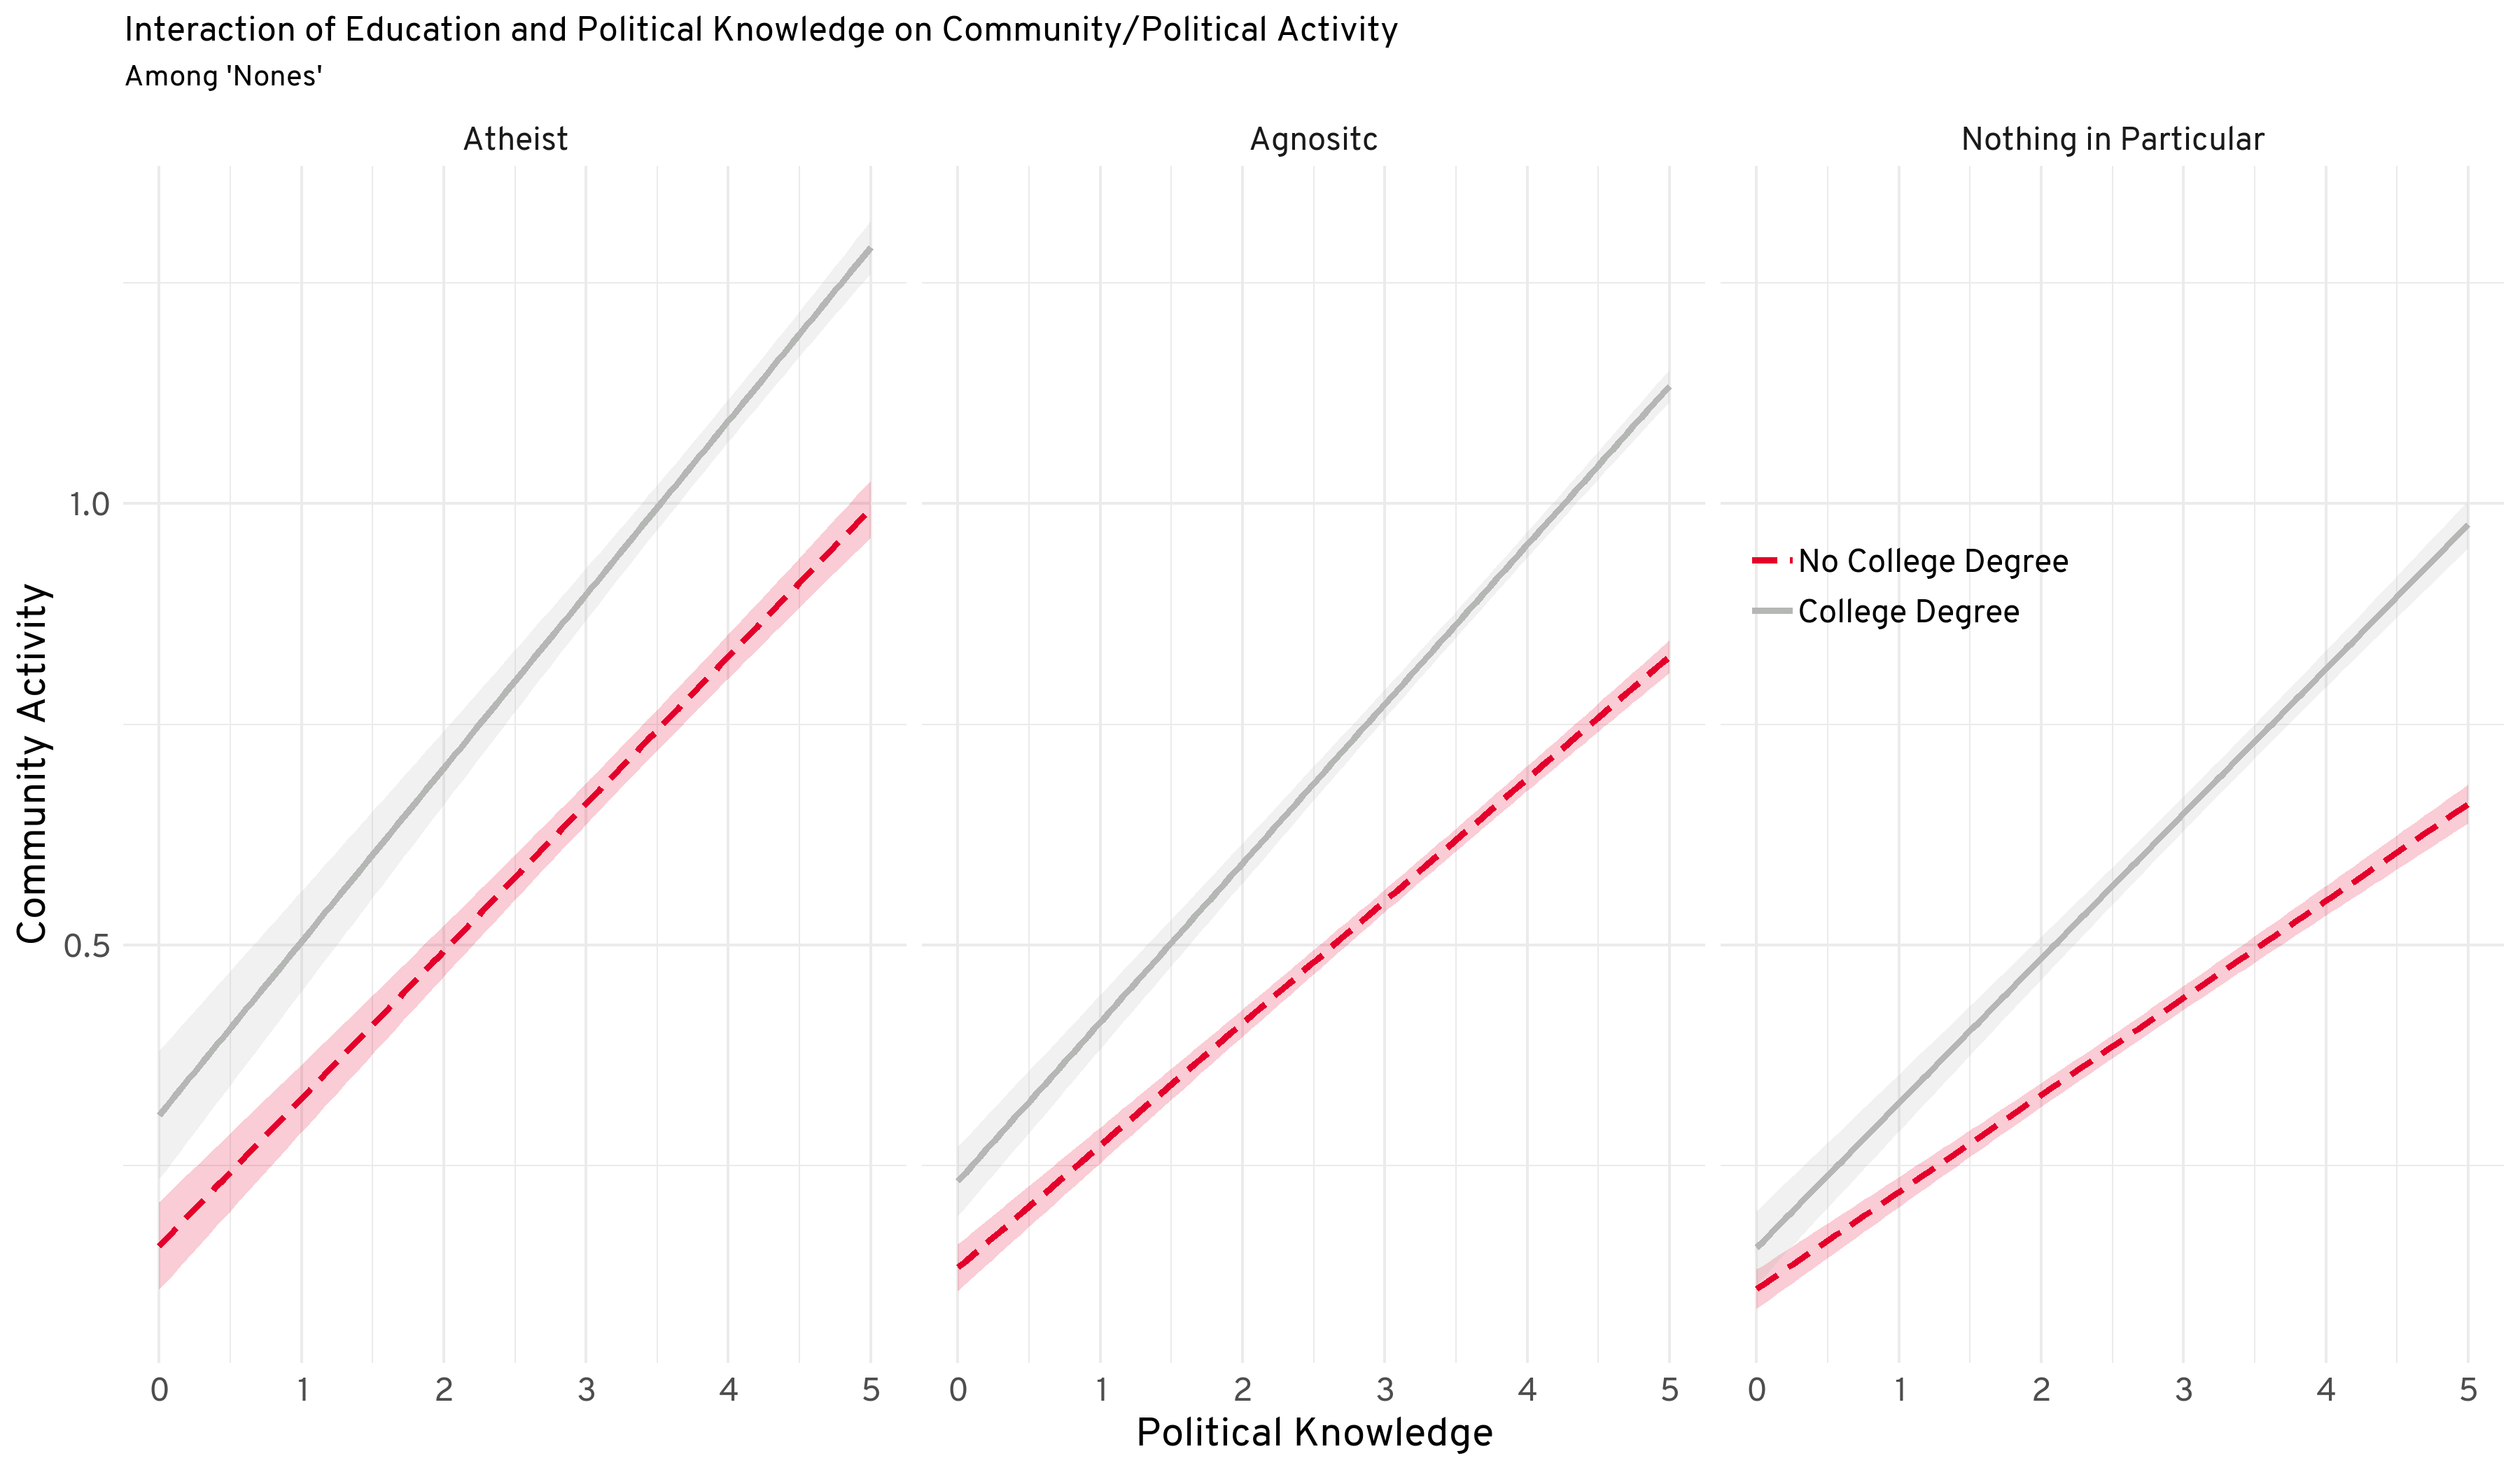 Interaction of Education and Political Knowledge on Community/Political Activity
Among 'Nones'
Atheist
Agnositc
Nothing in Particular
Community Activity
1.0
0.5
No College Degree
College Degree
0 1 2 3 4 5
0 1 2 3 4 5
0 1 2 3 4 5
Political Knowledge